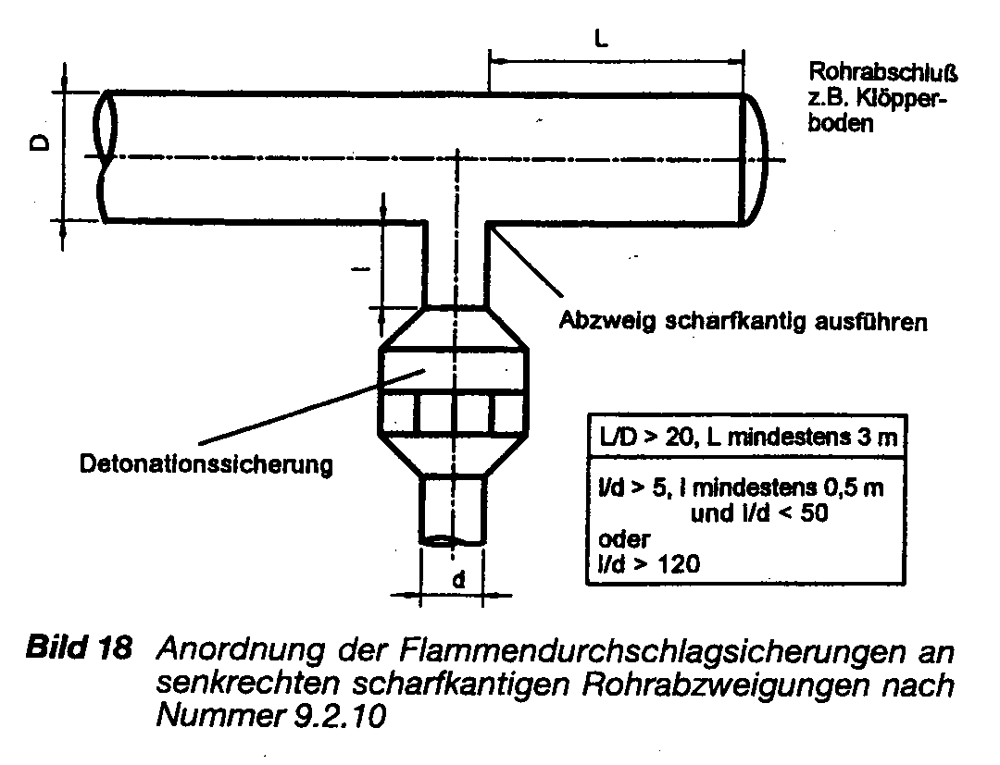 L
Rohrabschluß
z.B. Klöpper-
boden
D
l
Abzweig scharfkantig ausführen
Detonationssicherung
L/D > 20, L mindestens 3 m
l/d > 5, l mindestens 0,5 m
und l/d < 50
oder
l/d > 120
d
Bild 18 Anordnung der Flammendurchschlagsicherungen an
senkrechten scharfkantigen Rohrabzweigungen nach
Nummer 9.2.10